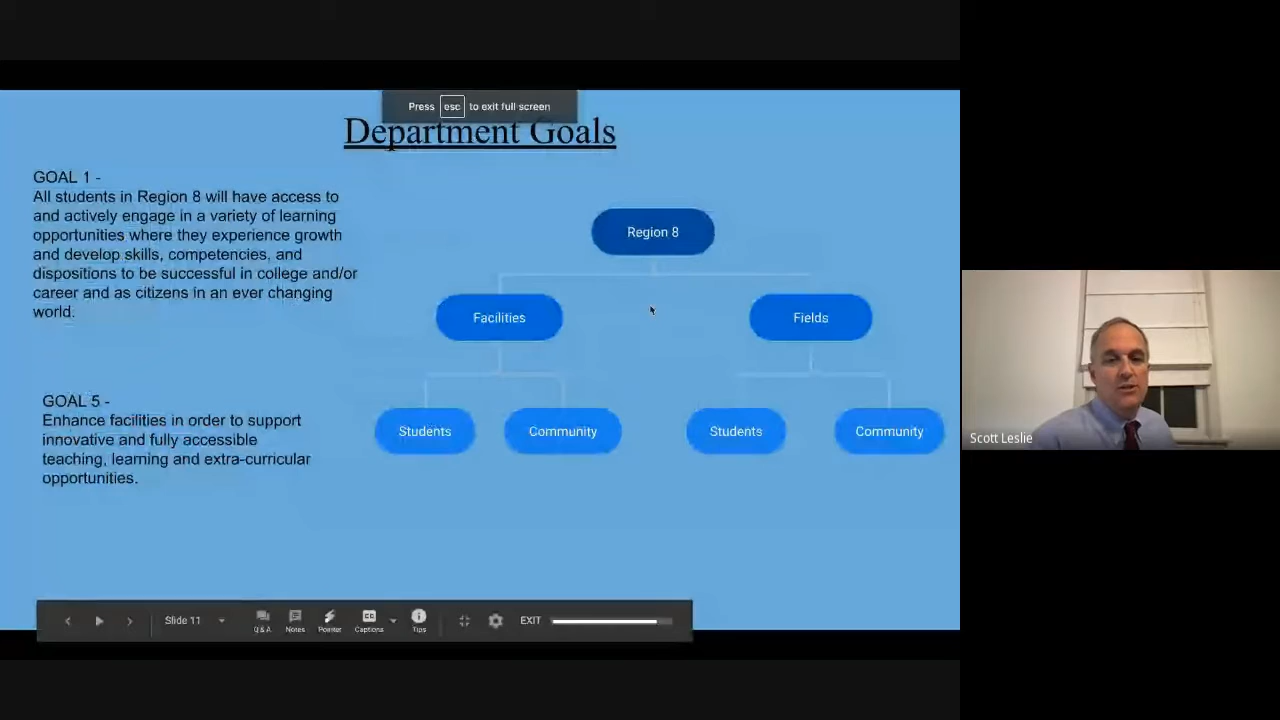 Press esc to exit full screen
Department Goals
GOAL 1 -
All students in Region 8 will have access to
and actively engage in a variety of learning
opportunities where they experience growth
and develop skills, competencies, and
dispositions to be successful in college and/or
career and as citizens in an ever changing
world.
GOAL 5 -
Enhance facilities in order to support
innovative and fully accessible
teaching, learning and extra-curricular
opportunities.
Region 8
Facilities
Fields
Students
Community
Students
Community
Scott Leslie
Slide 11
Q & A
Notes
Pointer
Captions
Tips
EXIT